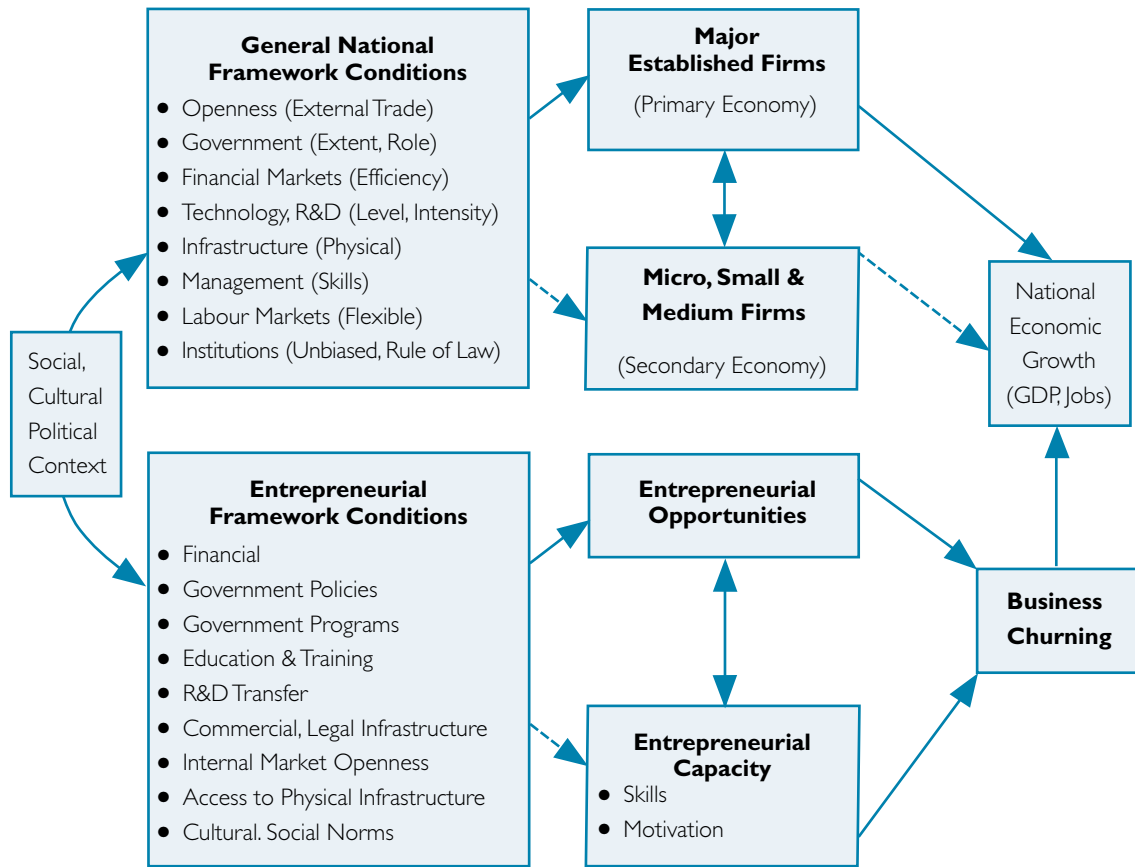 Social,
Cultural
Political
Context
General National
Framework Conditions
● Openness (External Trade)
● Government (Extent, Role)
● Financial Markets (Efficiency)
● Technology, R&D (Level, Intensity)
● Infrastructure (Physical)
● Management (Skills)
● Labour Markets (Flexible)
● Institutions (Unbiased, Rule of Law)
Major
Established Firms
(Primary Economy)
Micro, Small &
Medium Firms
(Secondary Economy)
National
Economic
Growth
(GDP, Jobs)
Entrepreneurial
Framework Conditions
● Financial
● Government Policies
● Government Programs
● Education & Training
● R&D Transfer
● Commercial, Legal Infrastructure
● Internal Market Openness
● Access to Physical Infrastructure
● Cultural. Social Norms
Entrepreneurial
Opportunities
Entrepreneurial
Capacity
● Skills
● Motivation
Business
Churning